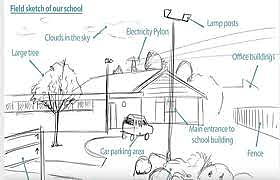 Field sketch of our school
Lamp posts
Electricity Pylon
Clouds in the sky
Large tree
Office buildings
Main entrance to
school building
Car parking area
Fence